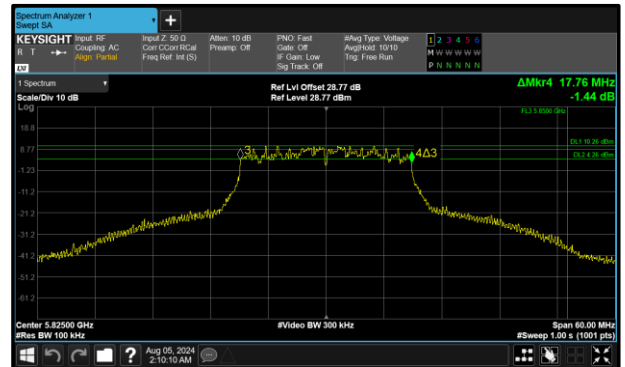 Spectrum Analyzer 1
Swept SA
+
KEYSIGHT
R T
Input: RF
Coupling: AC
Align: Partial
Input Z: 50 Ω
Corr CCorr RCal
Freq Ref: Int (S)
Atten: 10 dB
Preamp: Off
PNO: Fast
Gate: Off
IF Gain: Low
Sig Track: Off
#Avg Type: Voltage
Avg|Hold: 10/10
Trig: Free Run
1 2 3 4 5 6
M W W W W W
P N N N N N
1 Spectrum
Scale/Div 10 dB
Log
Ref Lvl Offset 28.77 dB
Ref Level 28.77 dBm
ΔMkr4 17.76 MHz
-1.44 dB
FL3 5.8500 GHz
18.8
DL1 10.26 dBm
8.77
3
4Δ3
DL2 4.26 dBm
-1.23
-11.2
-21.2
-31.2
-41.2
-51.2
-61.2
Center 5.82500 GHz
#Video BW 300 kHz
Span 60.00 MHz
#Res BW 100 kHz
#Sweep 1.00 s (1001 pts)
?
Aug 05, 2024
2:10:10 AM